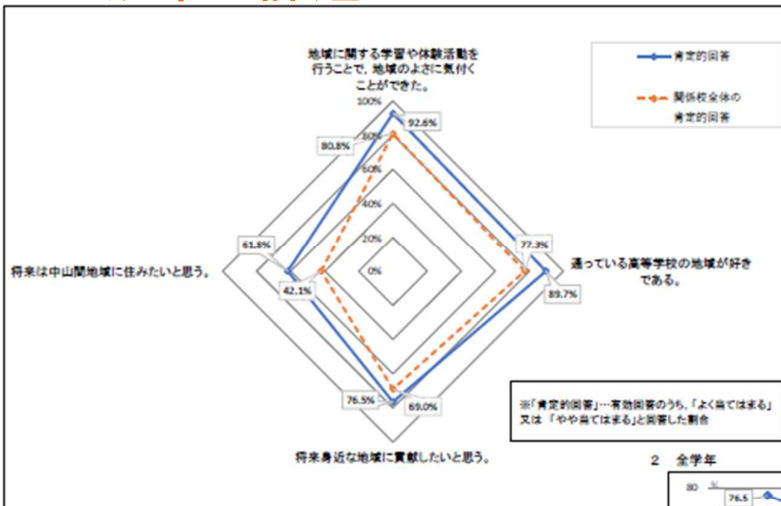 地域に関する学習や体験活動を
行うことで、地域のよさに気付く
ことができた。
肯定的回答
関係校全体の
肯定的回答
100%
92.6%
80.8%
80%
60%
40%
20%
0%
77.3%
61.8%
将来は中山間地域に住みたいと思う。
42.1%
通っている高等学校の地域が好き
である。
89.7%
76.5%
69.0%
将来身近な地域に貢献したいと思う。
※「肯定的回答」…有効回答のうち、「よく当てはまる」
又は「やや当てはまる」と回答した割合
2 全学年
80 %
76.5